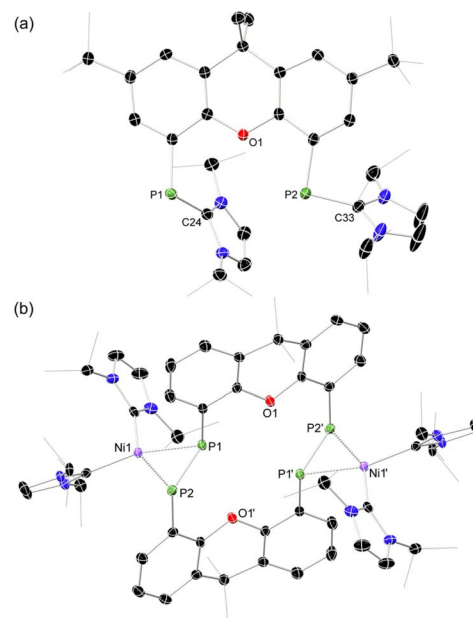 (a)
O1
P1
P2
C24
C33
(b)
O1
Ni1
P1
P2'
P2
P1'
Ni1'
O1'